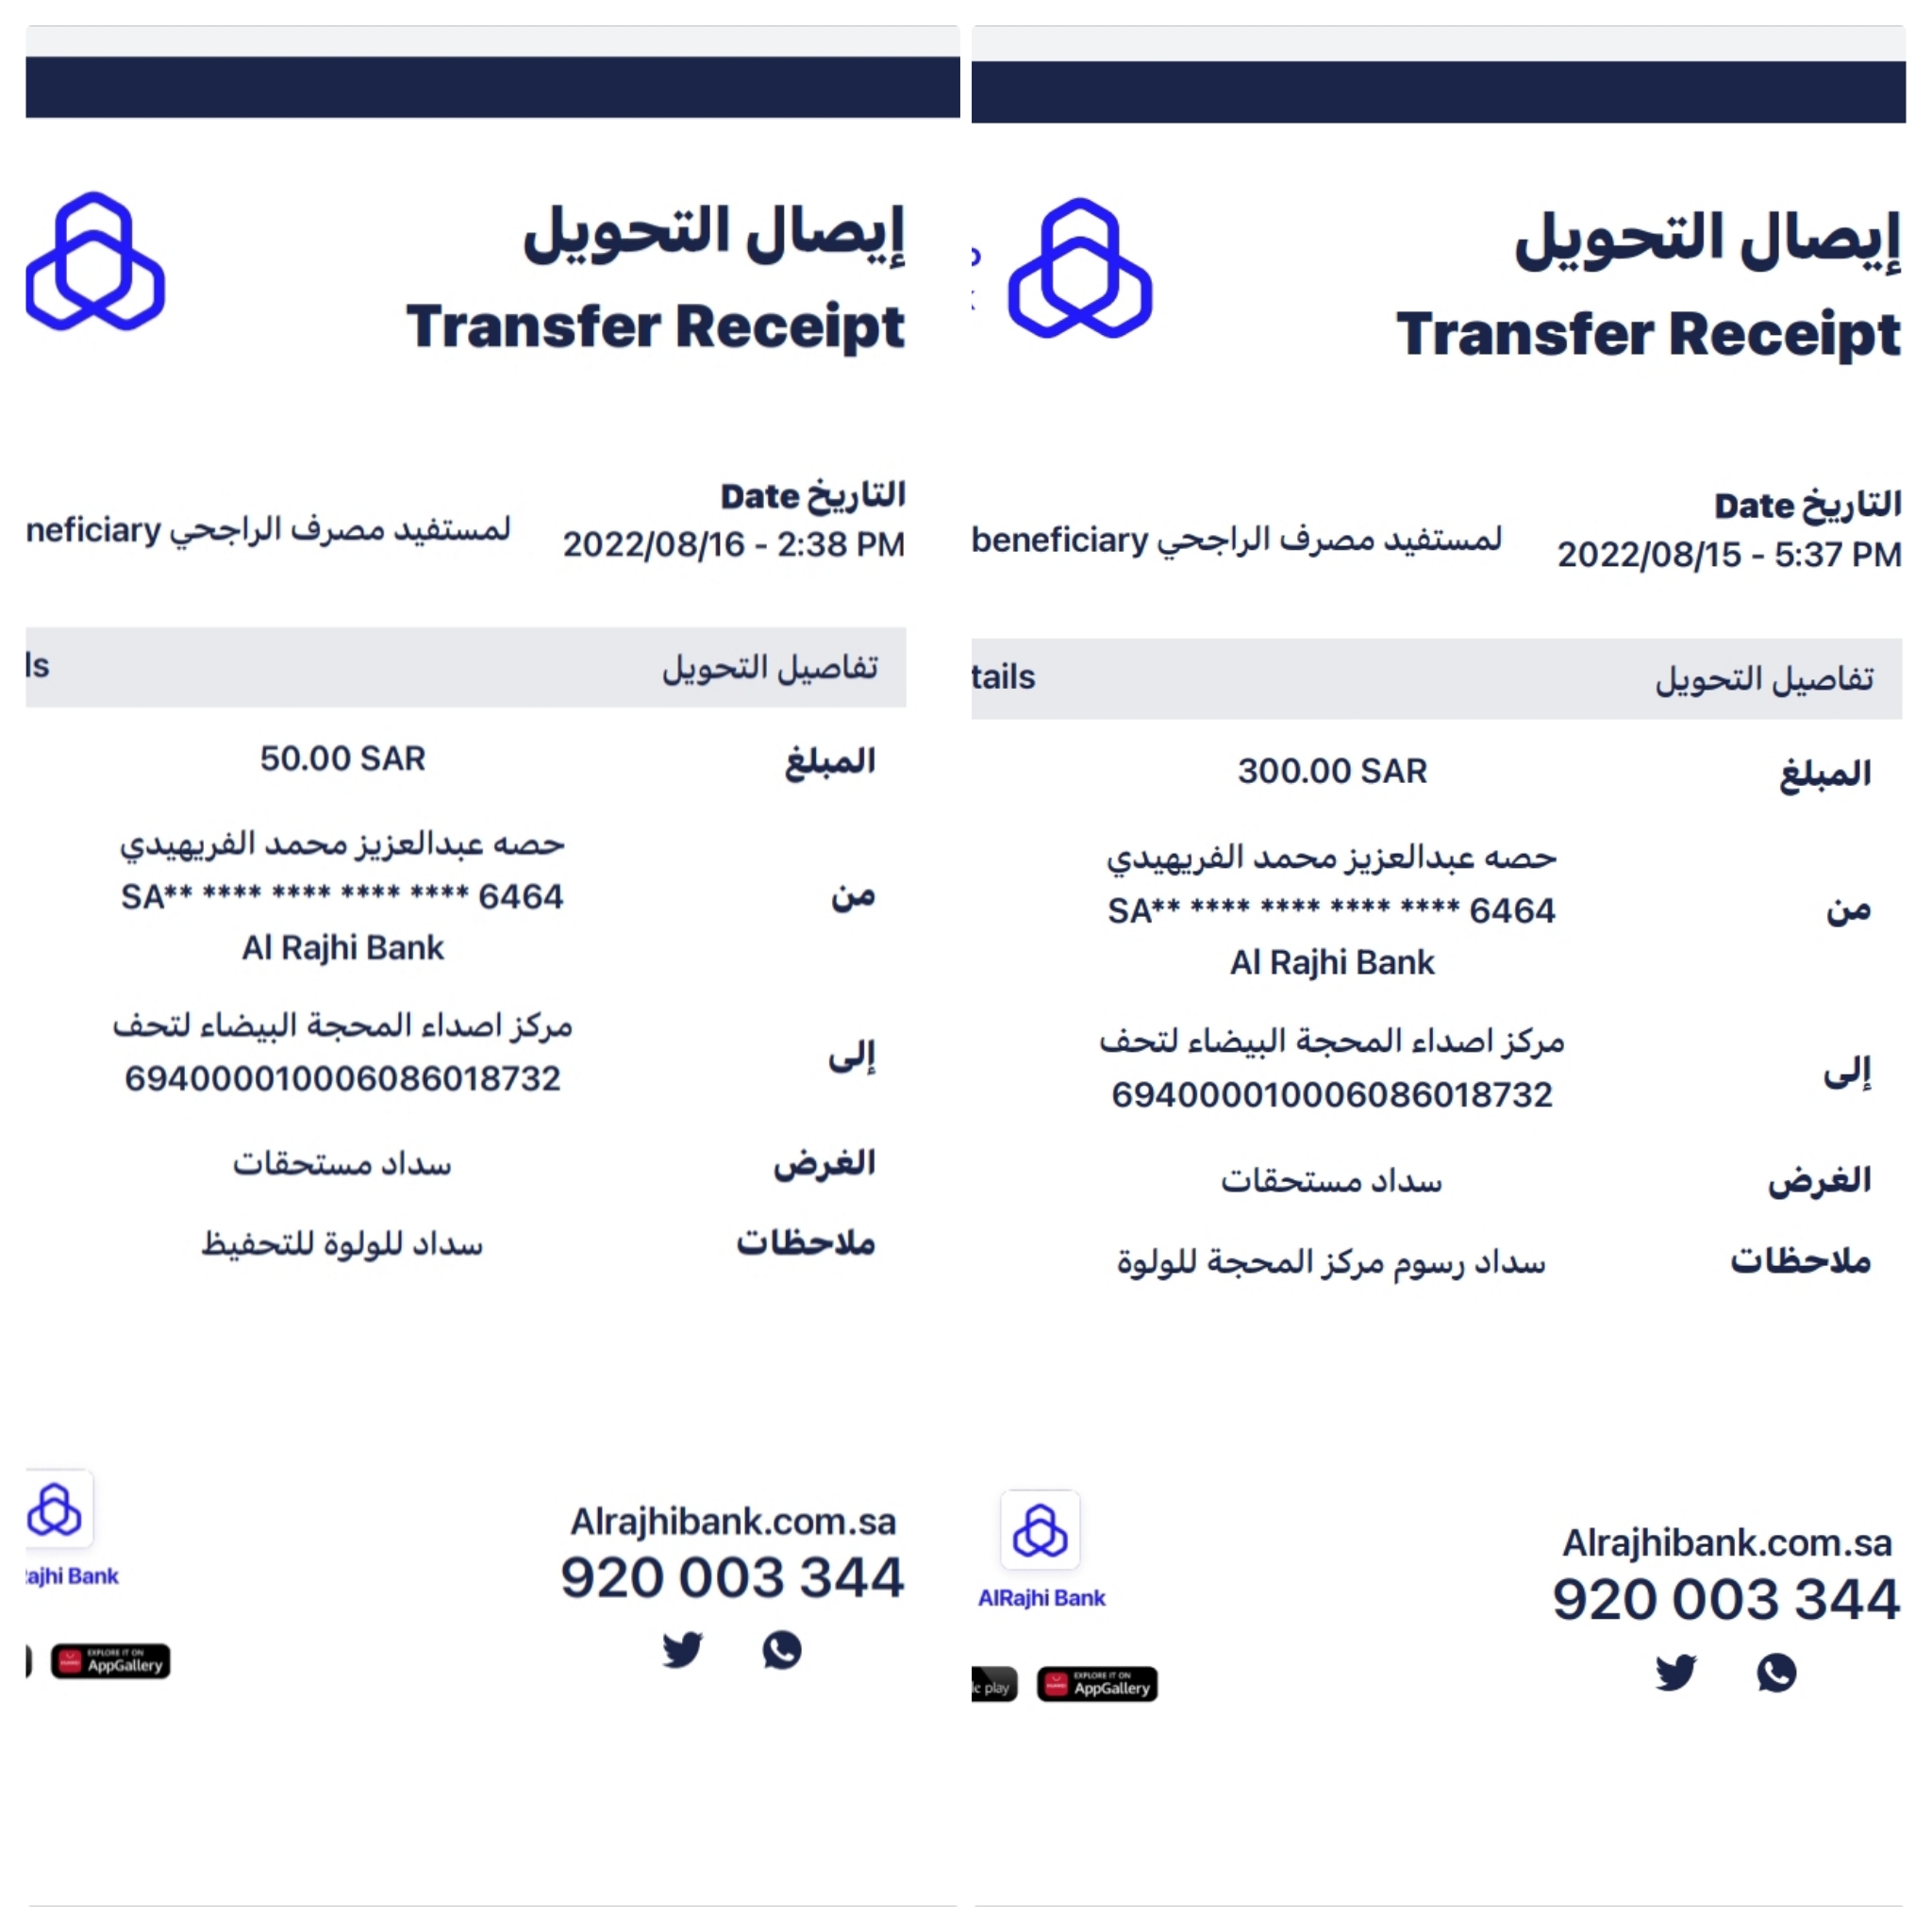 إيصال التحويل
Transfer Receipt
التاريخ Date
2022/08/16 - 2:38 PM
لمستفيد مصرف الراجحي neficiary
تفاصيل التحويل
ls
المبلغ
50.00 SAR
من
حصه عبدالعزيز محمد الفريهيدي
SA** **** **** **** **** 6464
Al Rajhi Bank
إلى
مركز اصداء المحجة البيضاء لتحف
694000010006086018732
الغرض
سداد مستحقات
ملاحظات
سداد للولوة للتحفيظ
Alrajhibank.com.sa
920 003 344
ajhi Bank
EXPLORE IT ON
AppGallery
إيصال التحويل
Transfer Receipt
التاريخ Date
2022/08/15 - 5:37 PM
لمستفيد مصرف الراجحي beneficiary
تفاصيل التحويل
tails
المبلغ
300.00 SAR
من
حصه عبدالعزيز محمد الفريهيدي
SA** **** **** **** **** 6464
Al Rajhi Bank
إلى
مركز اصداء المحجة البيضاء لتحف
694000010006086018732
الغرض
سداد مستحقات
ملاحظات
سداد رسوم مركز المحجة للولوة
Alrajhibank.com.sa
920 003 344
AlRajhi Bank
le play
EXPLORE IT ON
AppGallery